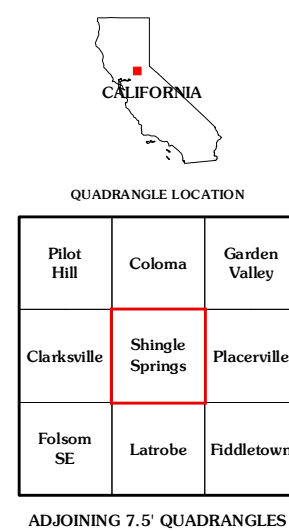 CALIFORNIA
QUADRANGLE LOCATION
Pilot
Hill
Coloma
Garden
Valley
Clarksville
Shingle
Springs
Placerville
Folsom
SE
Latrobe
Fiddletown
ADJOINING 7.5' QUADRANGLES